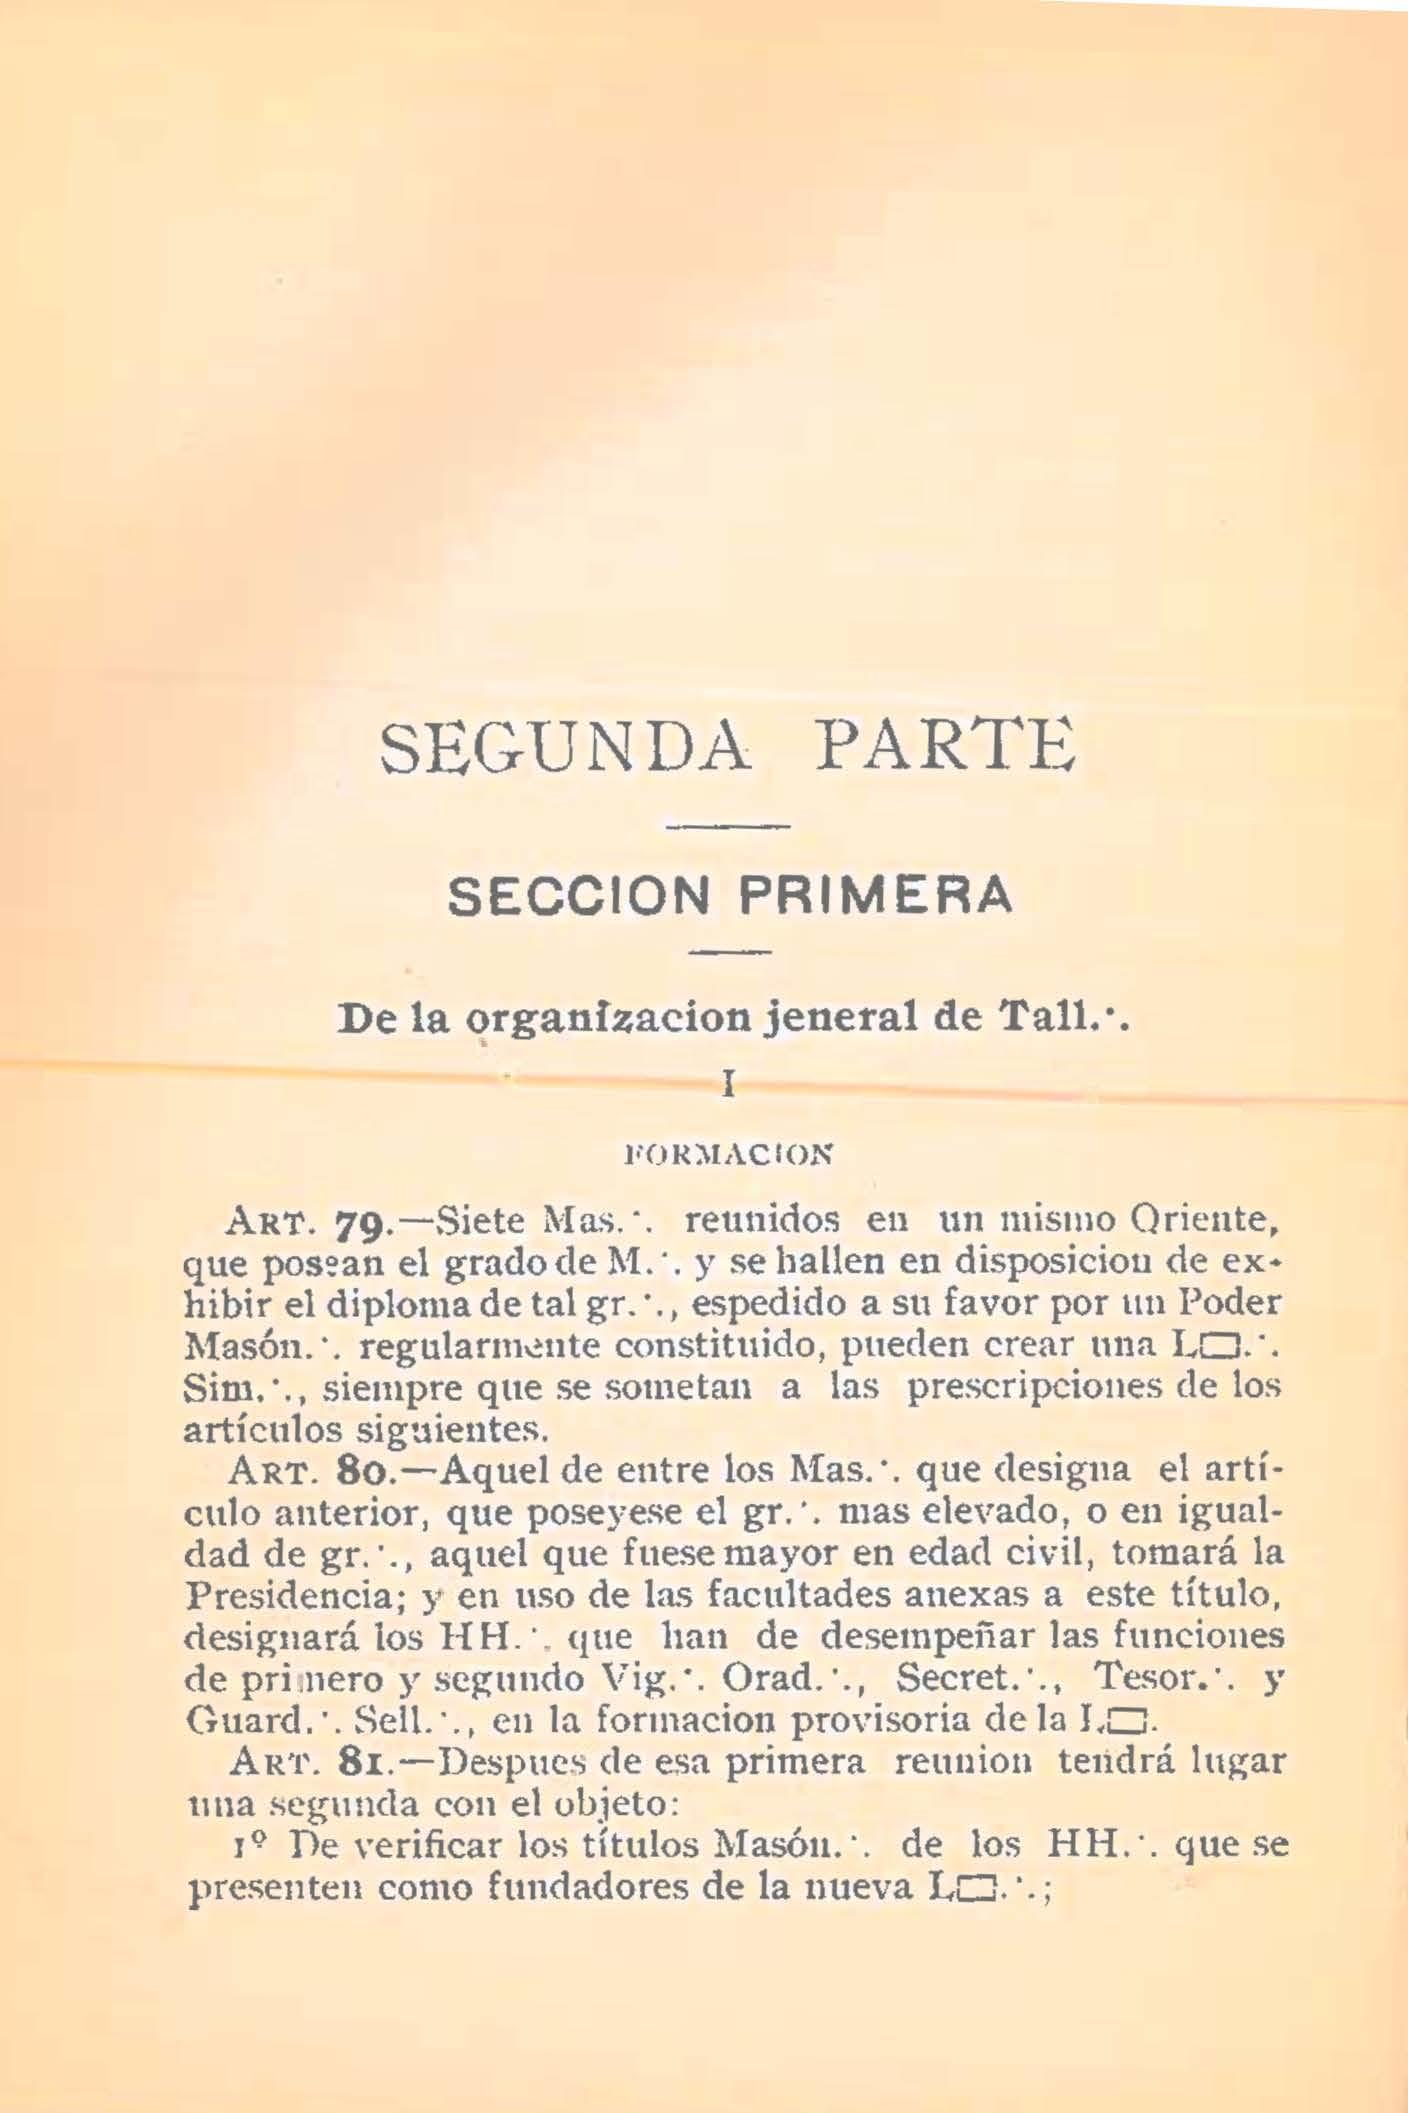 SEGUNDA PARTE
SECCION PRIMERA
De la organizacion jeneral de Tall.·.
I
FORMACION
ART. 79.—Siete Mas.·. reunidos en un mismo Oriente,
que posean el grado de M.·. y se hallen en disposicion de ex-
hibir el diploma de tal gr.·., espedido a su favor por un Poder
Masón.·. regularmente constituido, pueden crear una L▭.·.
Sim.·., siempre que se sometan a las prescripciones de los
artículos siguientes.
ART. 80.—Aquel de entre los Mas.·. que designa el artí-
culo anterior, que poseyese el gr.·. mas elevado, o en igual-
dad de gr.·., aquel que fuese mayor en edad civil, tomará la
Presidencia; y en uso de las facultades anexas a este título,
designará los HH.·. que han de desempeñar las funciones
de primero y segundo Vig.·. Orad.·., Secret.·., Tesor.·. y
Guard.·. Sell.·., en la formacion provisoria de la L▭.
ART. 81.—Despues de esa primera reunion tendrá lugar
una segunda con el objeto:
1º De verificar los títulos Masón.·. de los HH.·. que se
presenten como fundadores de la nueva L▭.·.;